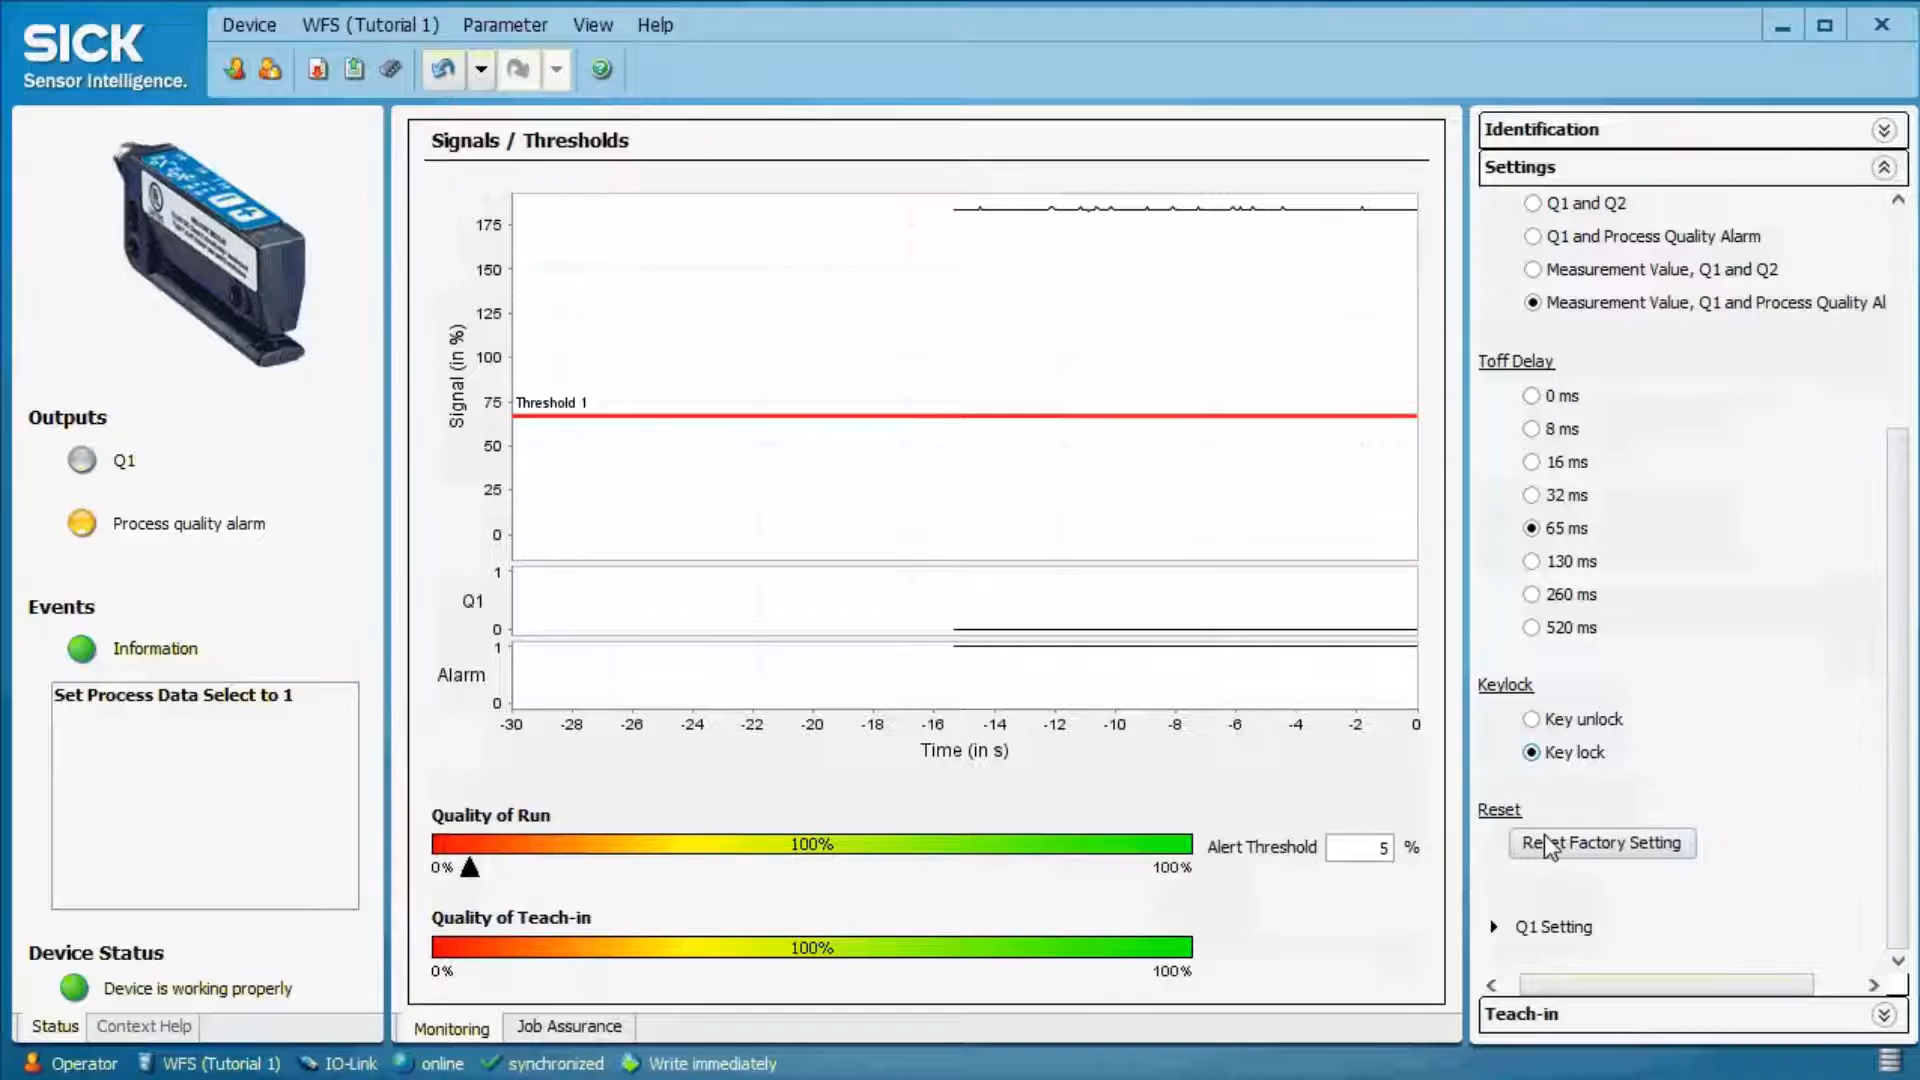 SICK
Sensor Intelligence.
Device WFS (Tutorial 1) Parameter View Help
Outputs
Q1
Process quality alarm
Events
Information
Set Process Data Select to 1
Device Status
Device is working properly
Status Context Help
Signals / Thresholds
Signal (in %)
175
150
125
100
75
50
25
0
Threshold 1
Q1
1
0
Alarm
1
0
-30 -28 -26 -24 -22 -20 -18 -16 -14 -12 -10 -8 -6 -4 -2 0
Time (in s)
Quality of Run
100%
0% 100%
Alert Threshold 5 %
Quality of Teach-in
100%
0% 100%
Monitoring Job Assurance
Identification
Settings
Q1 and Q2
Q1 and Process Quality Alarm
Measurement Value, Q1 and Q2
Measurement Value, Q1 and Process Quality Al
Toff Delay
0 ms
8 ms
16 ms
32 ms
65 ms
130 ms
260 ms
520 ms
Keylock
Key unlock
Key lock
Reset
Reset Factory Setting
Q1 Setting
Teach-in
Operator WFS (Tutorial 1) IO-Link online synchronized Write immediately